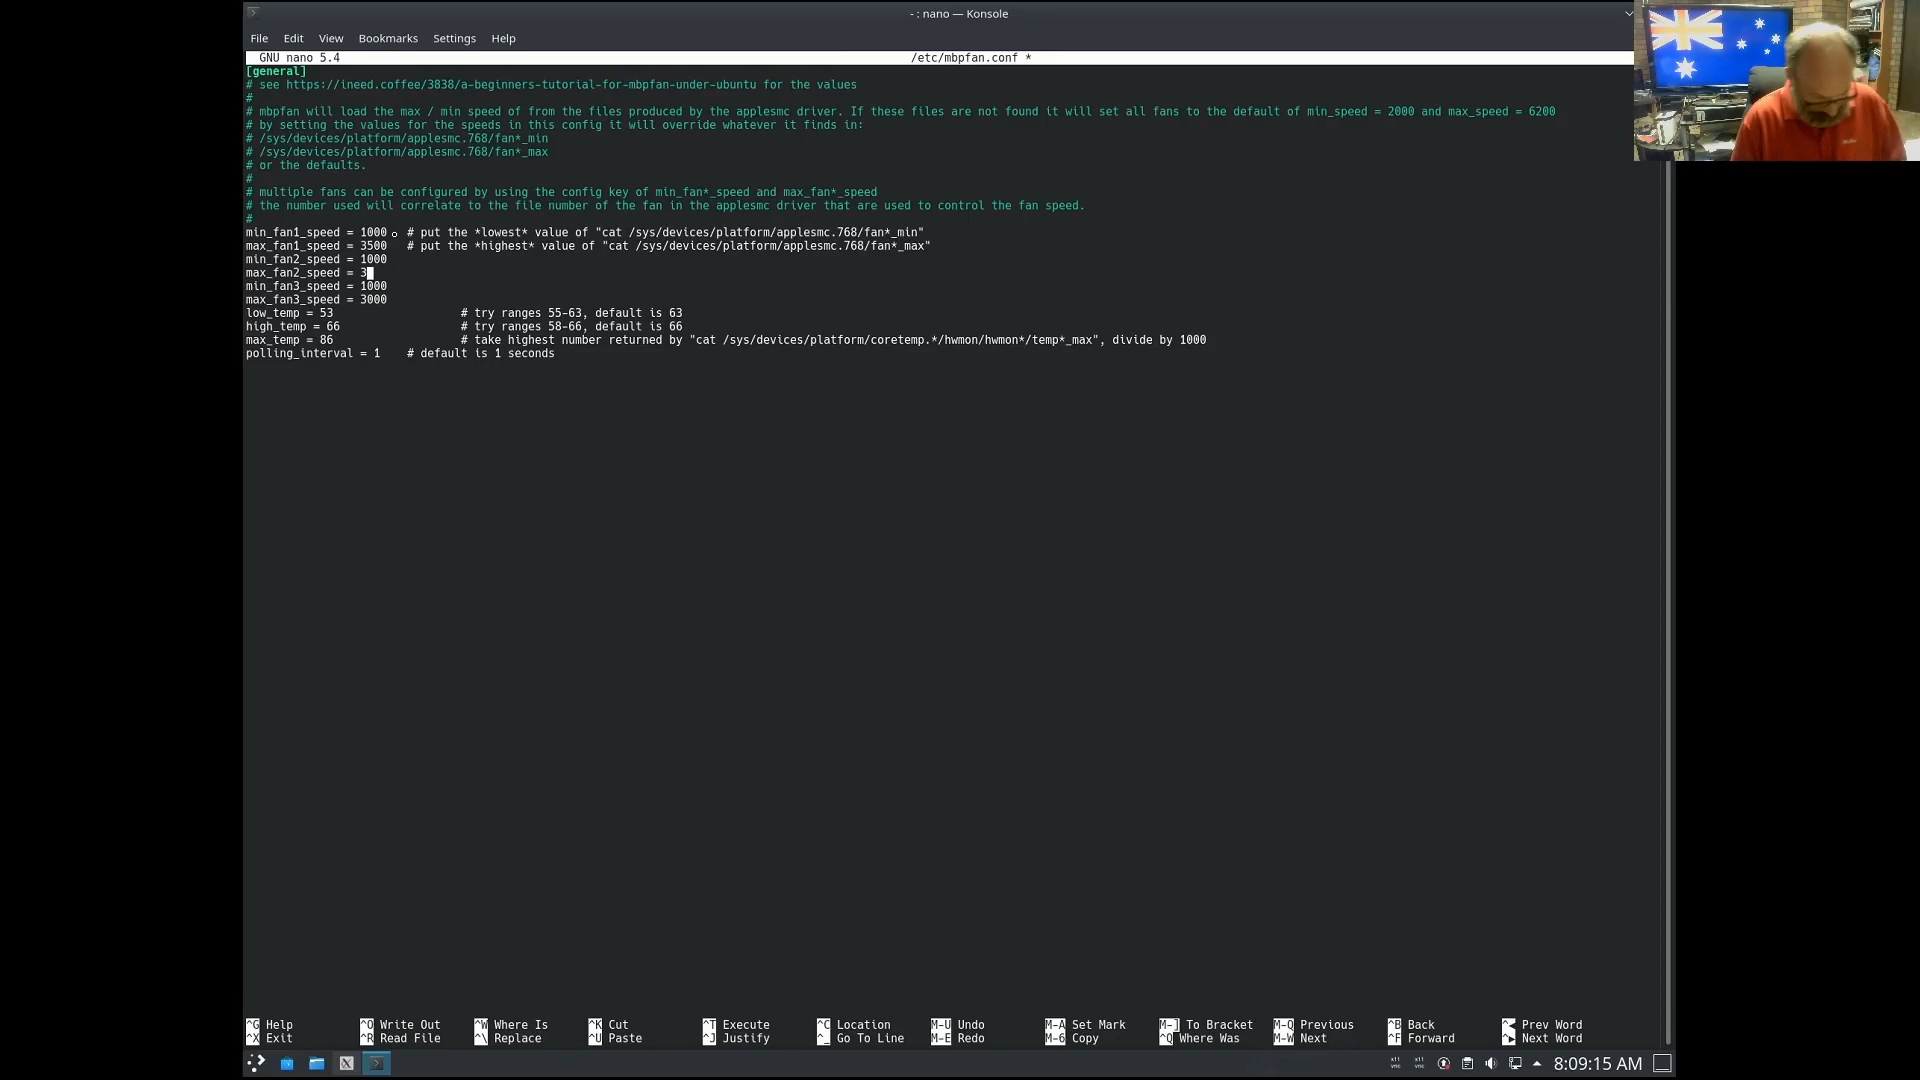 - : nano — Konsole
File Edit View Bookmarks Settings Help
GNU nano 5.4 /etc/mbpfan.conf *
[general]
# see https://ineed.coffee/3838/a-beginners-tutorial-for-mbpfan-under-ubuntu for the values
#
# mbpfan will load the max / min speed of from the files produced by the applesmc driver. If these files are not found it will set all fans to the default of min_speed = 2000 and max_speed = 6200
# by setting the values for the speeds in this config it will override whatever it finds in:
# /sys/devices/platform/applesmc.768/fan*_min
# /sys/devices/platform/applesmc.768/fan*_max
# or the defaults.
#
# multiple fans can be configured by using the config key of min_fan*_speed and max_fan*_speed
# the number used will correlate to the file number of the fan in the applesmc driver that are used to control the fan speed.
#
min_fan1_speed = 1000 # put the *lowest* value of "cat /sys/devices/platform/applesmc.768/fan*_min"
max_fan1_speed = 3500 # put the *highest* value of "cat /sys/devices/platform/applesmc.768/fan*_max"
min_fan2_speed = 1000
max_fan2_speed = 3
min_fan3_speed = 1000
max_fan3_speed = 3000
low_temp = 53 # try ranges 55-63, default is 63
high_temp = 66 # try ranges 58-66, default is 66
max_temp = 86 # take highest number returned by "cat /sys/devices/platform/coretemp.*/hwmon/hwmon*/temp*_max", divide by 1000
polling_interval = 1 # default is 1 seconds
^G Help ^O Write Out ^W Where Is ^K Cut ^T Execute ^C Location M-U Undo M-A Set Mark M-] To Bracket M-Q Previous ^B Back ^◀ Prev Word
^X Exit ^R Read File ^\ Replace ^U Paste ^J Justify ^_ Go To Line M-E Redo M-6 Copy ^Q Where Was M-W Next ^F Forward ^▶ Next Word
8:09:15 AM